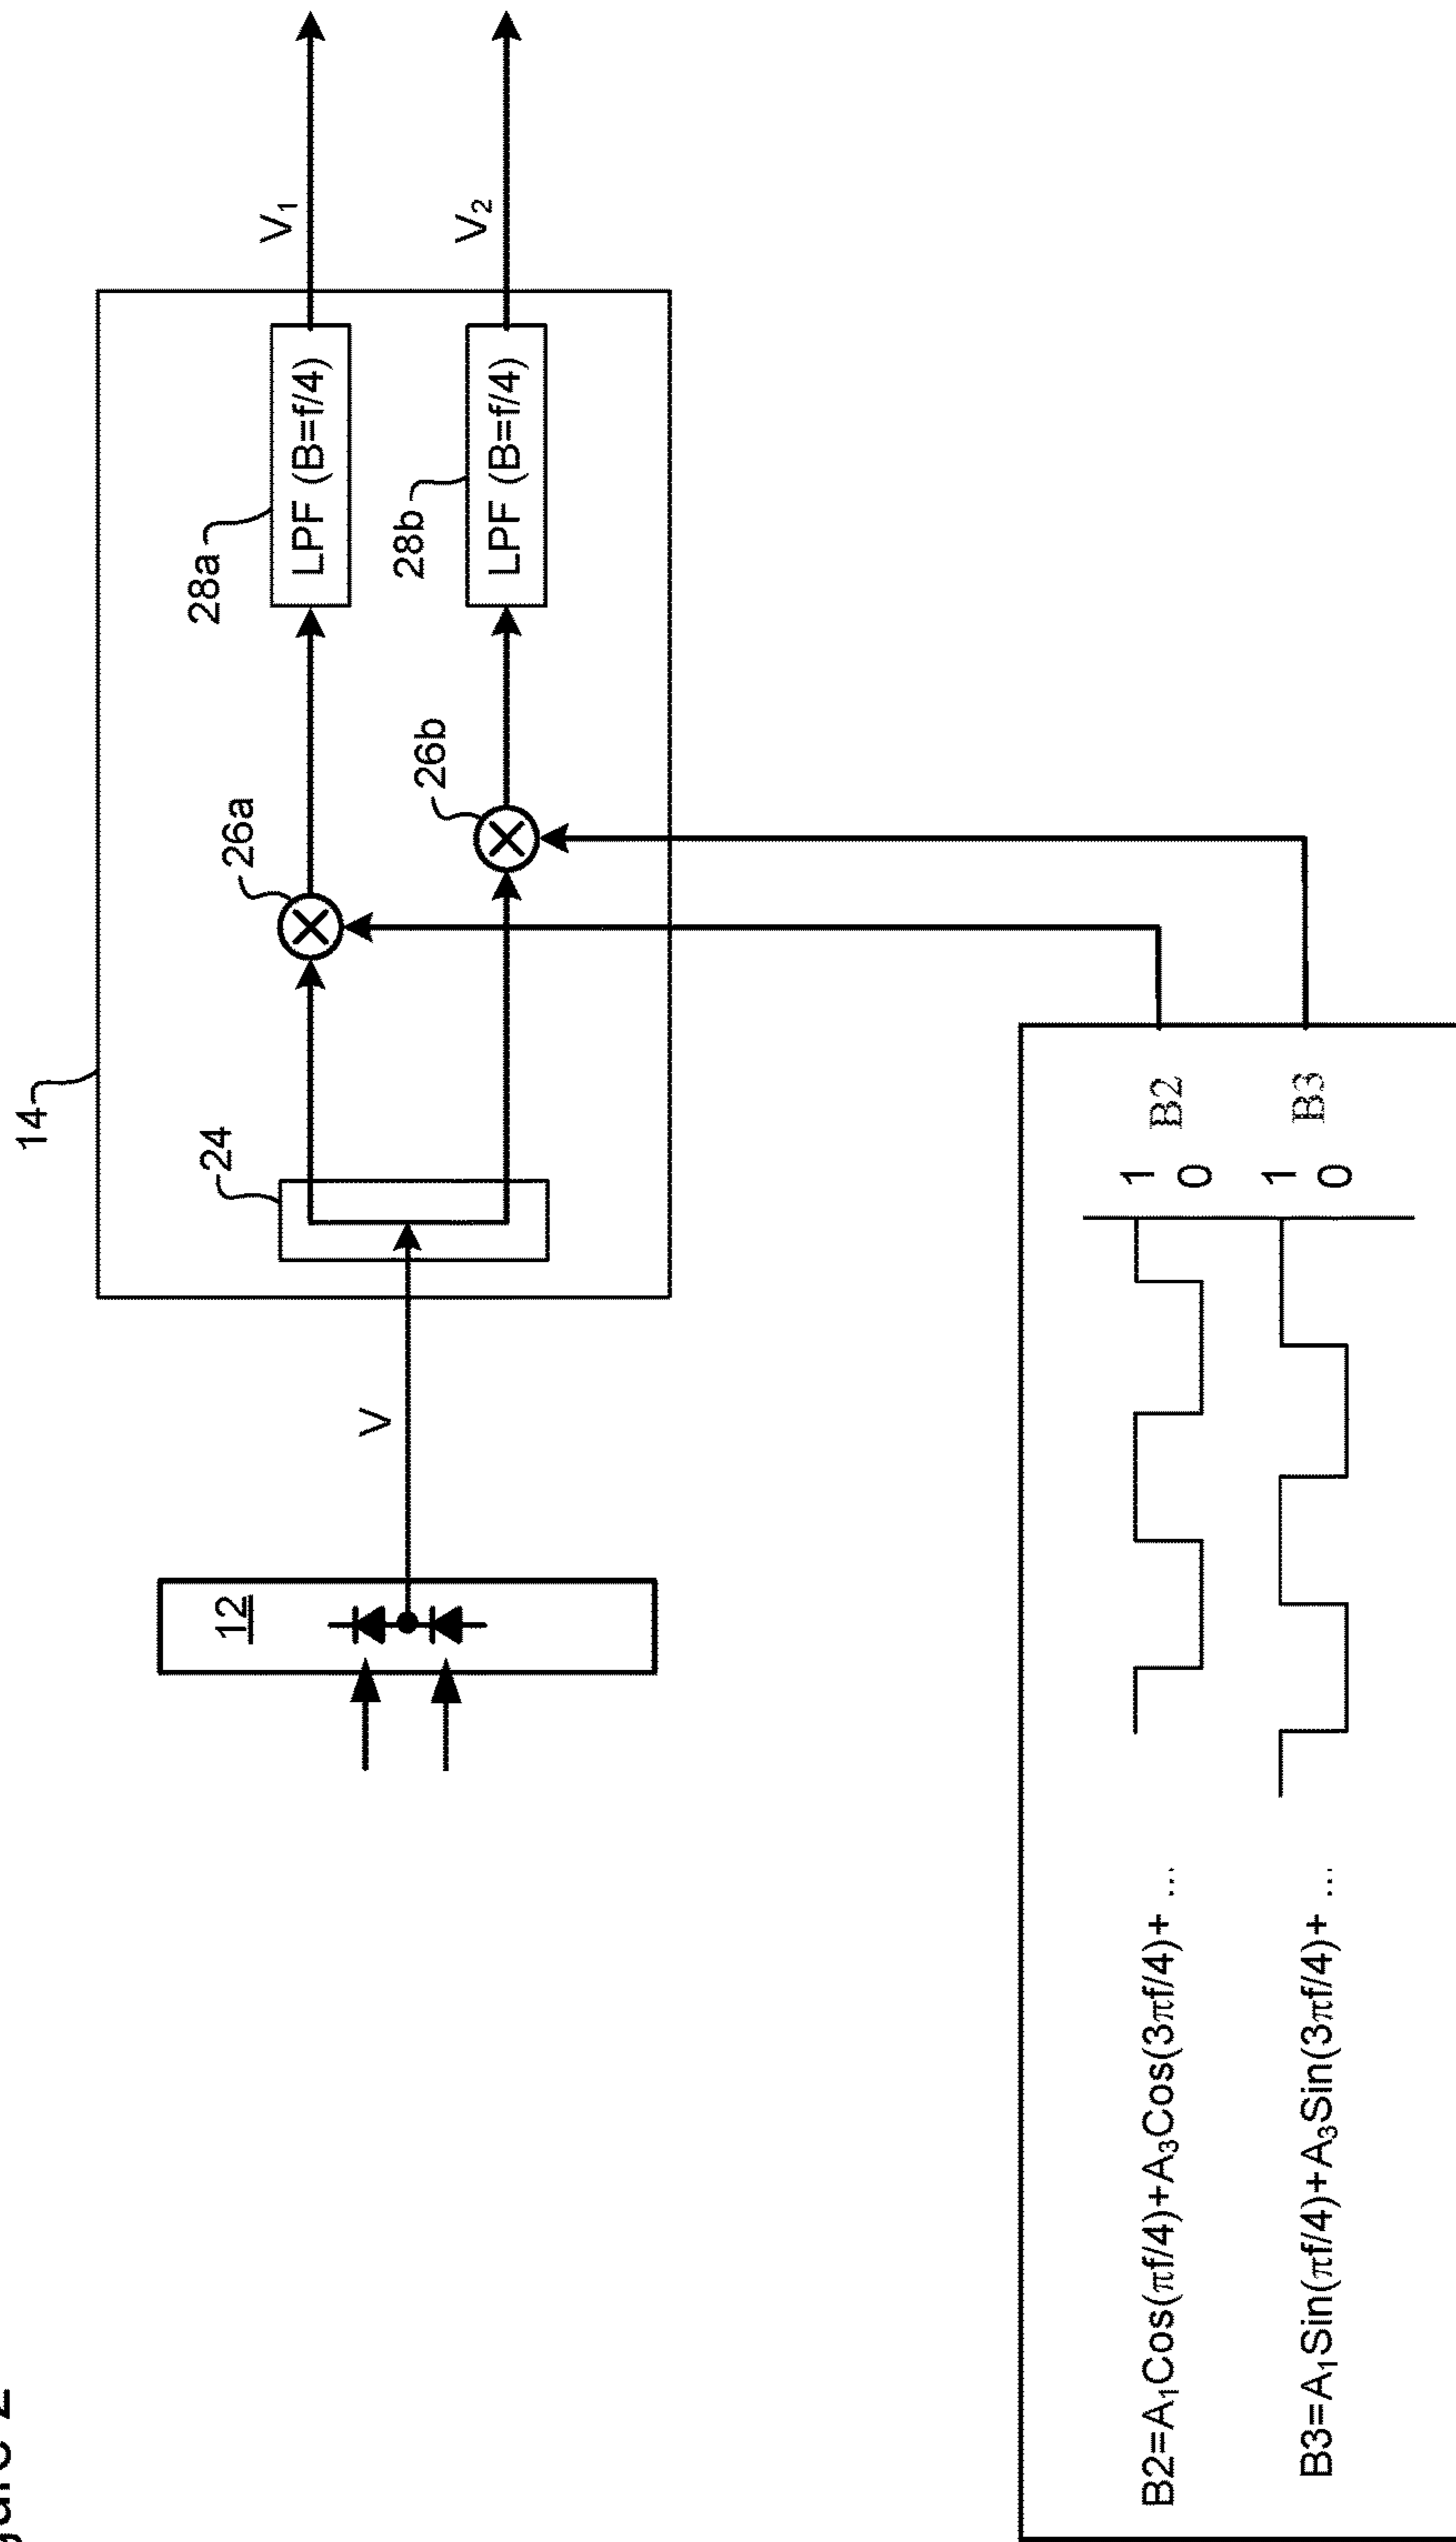 gure 2
14
12
V
24
26a
28a
LPF (B=f/4)
V₁
26b
28b
LPF (B=f/4)
V₂
B2=A₁Cos(πf/4)+A₃Cos(3πf/4)+ ...
1
0
B2
B3=A₁Sin(πf/4)+A₃Sin(3πf/4)+ ...
1
0
B3